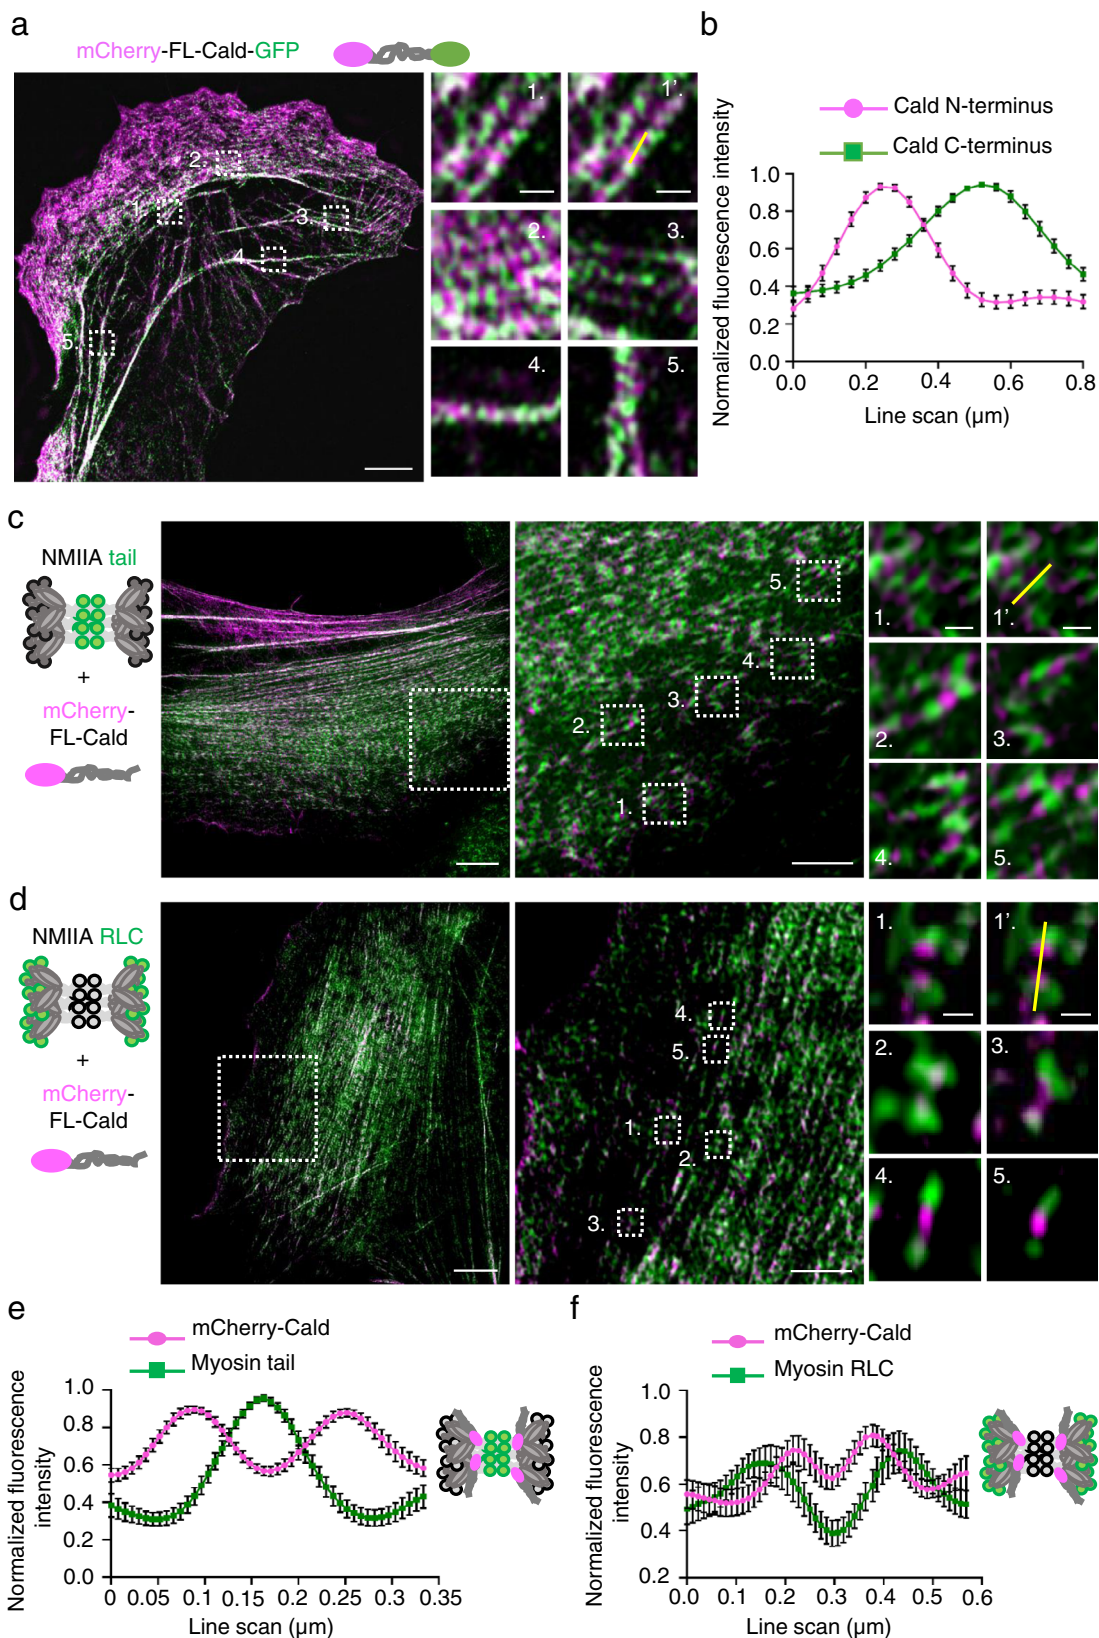 a
mCherry-FL-Cald-GFP
1.
2.
3.
4.
5.
1.
1'.
2.
3.
4.
5.
b
Cald N-terminus
Cald C-terminus
Normalized fluorescence intensity
1.0
0.8
0.6
0.4
0.2
0.0
0.0
0.2
0.4
0.6
0.8
Line scan (µm)
c
NMIIA tail
+
mCherry-
FL-Cald
5.
4.
3.
2.
1.
1.
1'.
2.
3.
4.
5.
d
NMIIA RLC
+
mCherry-
FL-Cald
4.
5.
1.
2.
3.
1.
1'.
2.
3.
4.
5.
e
mCherry-Cald
Myosin tail
Normalized fluorescence
intensity
1.0
0.8
0.6
0.4
0.2
0.0
0
0.05
0.1
0.15
0.2
0.25
0.3
0.35
Line scan (µm)
f
mCherry-Cald
Myosin RLC
Normalized fluorescence
intensity
1.0
0.8
0.6
0.4
0.2
0.0
0.1
0.2
0.3
0.4
0.5
0.6
Line scan (µm)